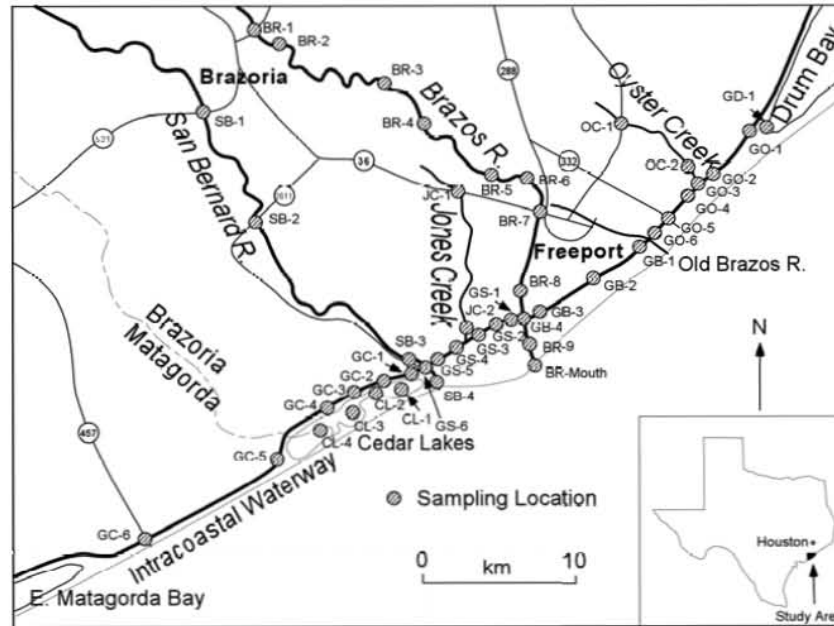 BR-1
BR-2
Brazoria
BR-3
288
Oyster Creek
Drum Bay
GD-1
SB-1
BR-4
Brazos R.
OC-1
GO-1
San Bernard R.
36
332
OC-2
GO-2
GO-3
BR-5
BR-6
JC-1
GO-4
SB-2
BR-7
GO-5
GO-6
Jones Creek
Freeport
GB-1
Old Brazos R.
BR-8
GB-2
GS-1
JC-2
GB-3
GB-4
GS-2
N
Brazoria
Matagorda
SB-3
GS-3
BR-9
GC-1
GS-4
GC-2
GS-5
BR-Mouth
GC-3
SB-4
GC-4
CL-2
CL-1
GS-6
CL-3
457
CL-4
Cedar Lakes
GC-5
Intracoastal Waterway
Sampling Location
GC-6
Houston+
0 10
km
E. Matagorda Bay
Study Area